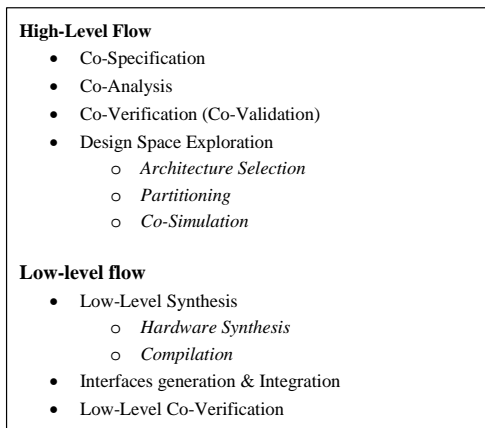 High-Level Flow
• Co-Specification
• Co-Analysis
• Co-Verification (Co-Validation)
• Design Space Exploration
o Architecture Selection
o Partitioning
o Co-Simulation
Low-level flow
• Low-Level Synthesis
o Hardware Synthesis
o Compilation
• Interfaces generation & Integration
• Low-Level Co-Verification